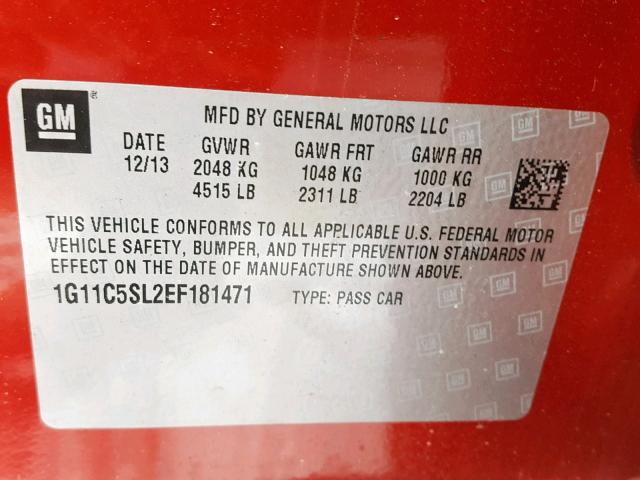 GM
MFD BY GENERAL MOTORS LLC
DATE GVWR GAWR FRT GAWR RR
12/13 2048 KG 1048 KG 1000 KG
4515 LB 2311 LB 2204 LB
THIS VEHICLE CONFORMS TO ALL APPLICABLE U.S. FEDERAL MOTOR
VEHICLE SAFETY, BUMPER, AND THEFT PREVENTION STANDARDS IN
EFFECT ON THE DATE OF MANUFACTURE SHOWN ABOVE.
1G11C5SL2EF181471 TYPE: PASS CAR